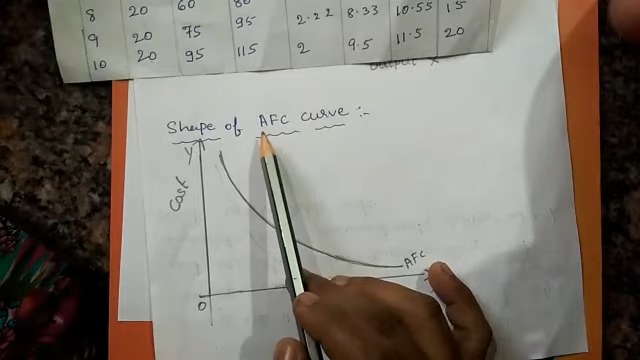 8 20 60 80
9 20 75 95 2.22 8.33 10.55 15
10 20 95 115 2 9.5 11.5 20
Output X
Shape of AFC curve :-
Y
Cost
AFC
O